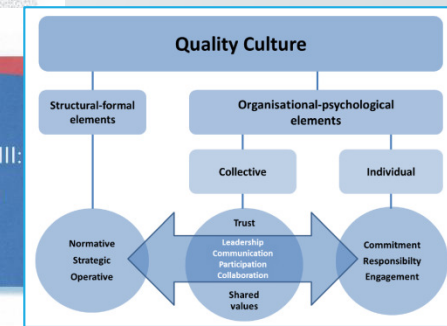 Quality Culture
Structural-formal
elements
Organisational-psychological
elements
Collective
Individual
III:
Normative
Strategic
Operative
Trust
Leadership
Communication
Participation
Collaboration
Shared
values
Commitment
Responsibilty
Engagement